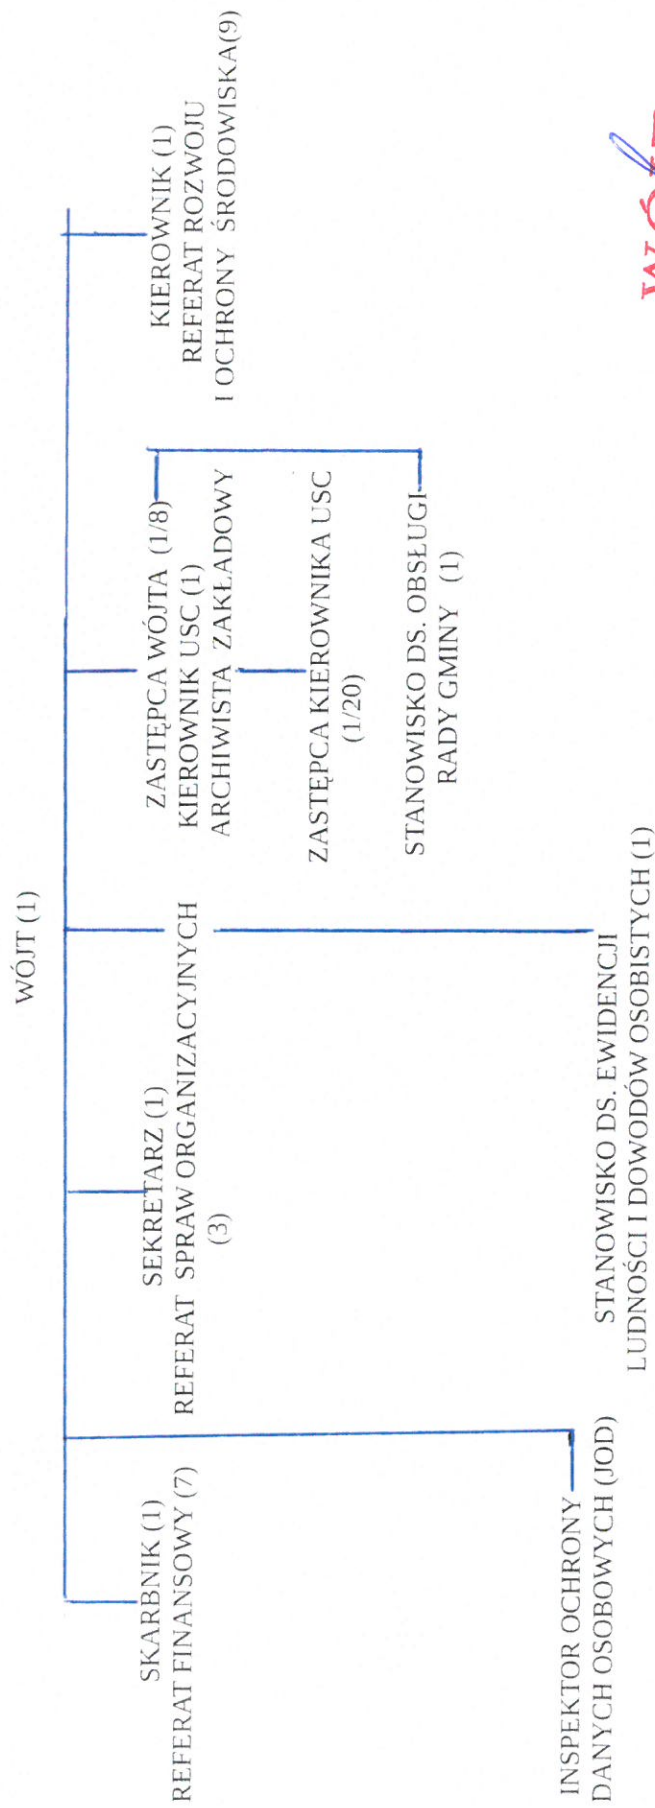 WÓJT (1)
SKARBNIK (1)
REFERAT FINANSOWY (7)
SEKRETARZ (1)
REFERAT SPRAW ORGANIZACYJNYCH
(3)
ZASTĘPCA WÓJTA (1/8)
KIEROWNIK USC (1)
ARCHIWISTA ZAKŁADOWY
KIEROWNIK (1)
REFERAT ROZWOJU
I OCHRONY ŚRODOWISKA(9)
ZASTĘPCA KIEROWNIKA USC
(1/20)
STANOWISKO DS. OBSŁUGI
RADY GMINY (1)
INSPEKTOR OCHRONY
DANYCH OSOBOWYCH (JOD)
STANOWISKO DS. EWIDENCJI
LUDNOŚCI I DOWODÓW OSOBISTYCH (1)